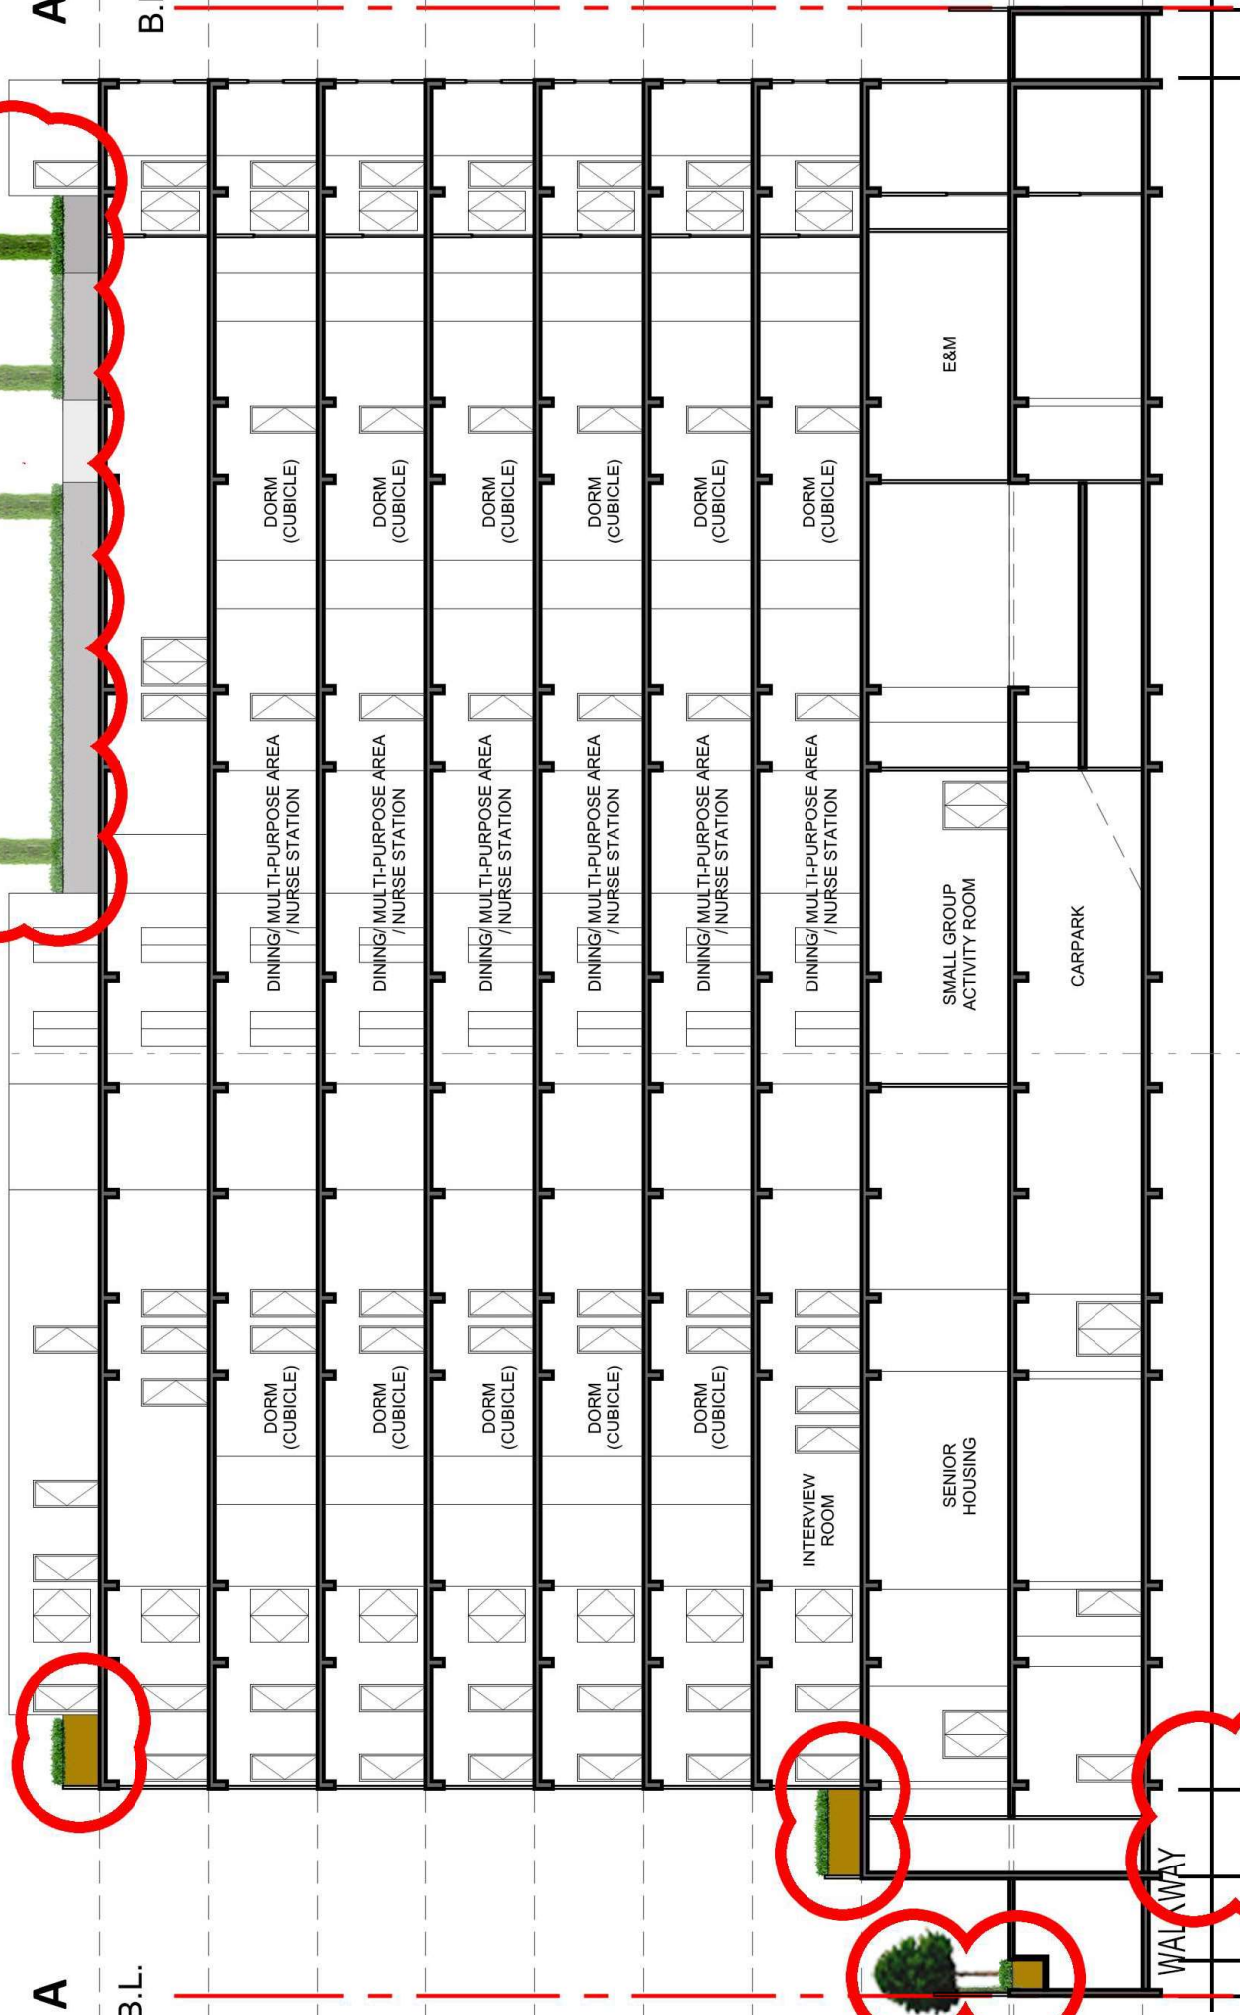 A
A
B.L.
B.
DORM
(CUBICLE)
DINING/ MULTI-PURPOSE AREA
/ NURSE STATION
DORM
(CUBICLE)
DORM
(CUBICLE)
DINING/ MULTI-PURPOSE AREA
/ NURSE STATION
DORM
(CUBICLE)
DORM
(CUBICLE)
DINING/ MULTI-PURPOSE AREA
/ NURSE STATION
DORM
(CUBICLE)
DORM
(CUBICLE)
DINING/ MULTI-PURPOSE AREA
/ NURSE STATION
DORM
(CUBICLE)
DORM
(CUBICLE)
DINING/ MULTI-PURPOSE AREA
/ NURSE STATION
DORM
(CUBICLE)
INTERVIEW
ROOM
DINING/ MULTI-PURPOSE AREA
/ NURSE STATION
DORM
(CUBICLE)
SENIOR
HOUSING
SMALL GROUP
ACTIVITY ROOM
E&M
CARPARK
WALKWAY